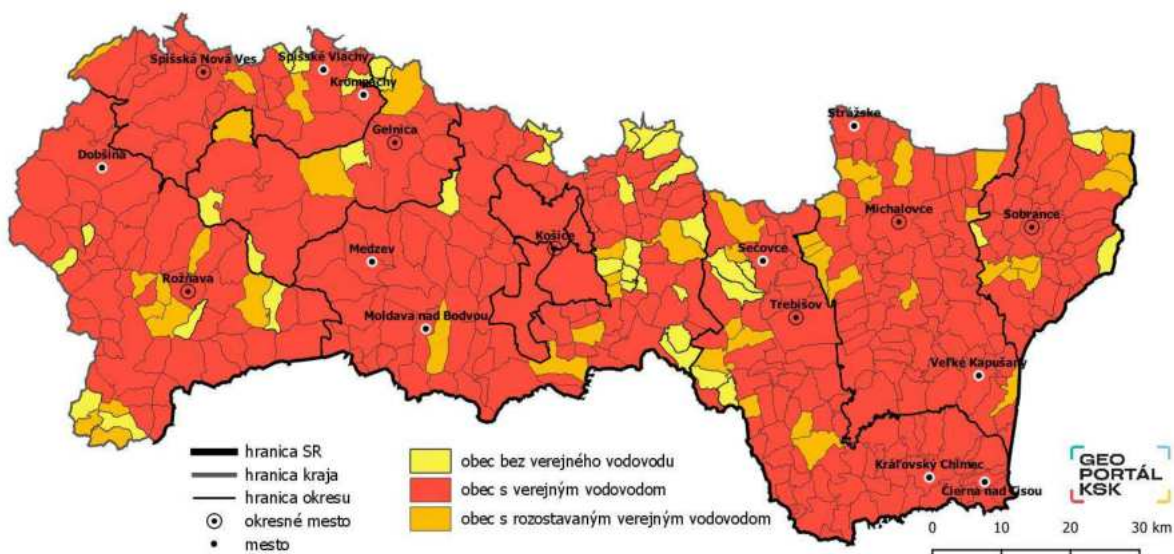 Spišská Nová Ves
Spišské Vlachy
Krompachy
Gelnica
Dobšiná
Strážske
Michalovce
Sobrance
Košice
Sečovce
Medzev
Rožňava
Trebišov
Moldava nad Bodvou
Veľké Kapušany
Kráľovský Chlmec
Čierna nad Tisou
hranica SR
hranica kraja
hranica okresu
okresné mesto
mesto
obec bez verejného vodovodu
obec s verejným vodovodom
obec s rozostavaným verejným vodovodom
GEO
PORTÁL
KSK
0 10 20 30 km